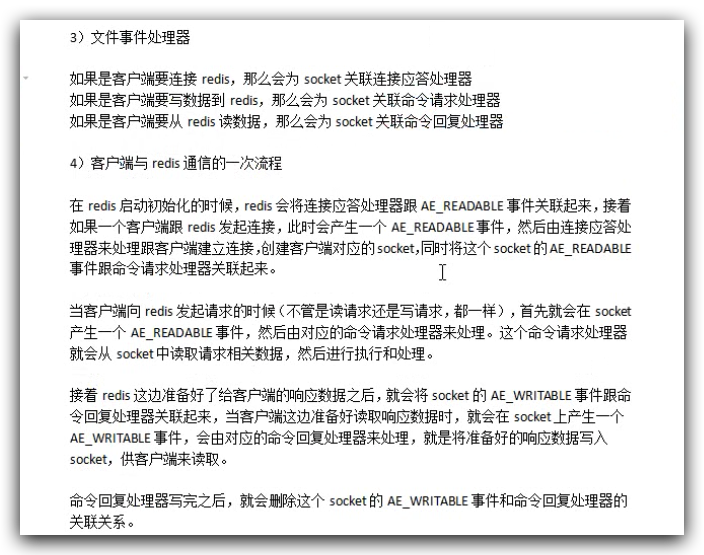 3）文件事件处理器
如果是客户端要连接 redis，那么会为 socket 关联连接应答处理器
如果是客户端要写数据到 redis，那么会为 socket 关联命令请求处理器
如果是客户端要从 redis 读数据，那么会为 socket 关联命令回复处理器
4）客户端与 redis 通信的一次流程
在 redis 启动初始化的时候，redis 会将连接应答处理器跟 AE_READABLE 事件关联起来，接着
如果一个客户端跟 redis 发起连接，此时会产生一个 AE_READABLE 事件，然后由连接应答处
理器来处理跟客户端建立连接，创建客户端对应的 socket，同时将这个 socket 的 AE_READABLE
事件跟命令请求处理器关联起来。
当客户端向 redis 发起请求的时候（不管是读请求还是写请求，都一样），首先就会在 socket
产生一个 AE_READABLE 事件，然后由对应的命令请求处理器来处理。这个命令请求处理器
就会从 socket 中读取请求相关数据，然后进行执行和处理。
接着 redis 这边准备好了给客户端的响应数据之后，就会将 socket 的 AE_WRITABLE 事件跟命
令回复处理器关联起来，当客户端这边准备好读取响应数据时，就会在 socket 上产生一个
AE_WRITABLE 事件，会由对应的命令回复处理器来处理，就是将准备好的响应数据写入
socket，供客户端来读取。
命令回复处理器写完之后，就会删除这个 socket 的 AE_WRITABLE 事件和命令回复处理器的
关联关系。